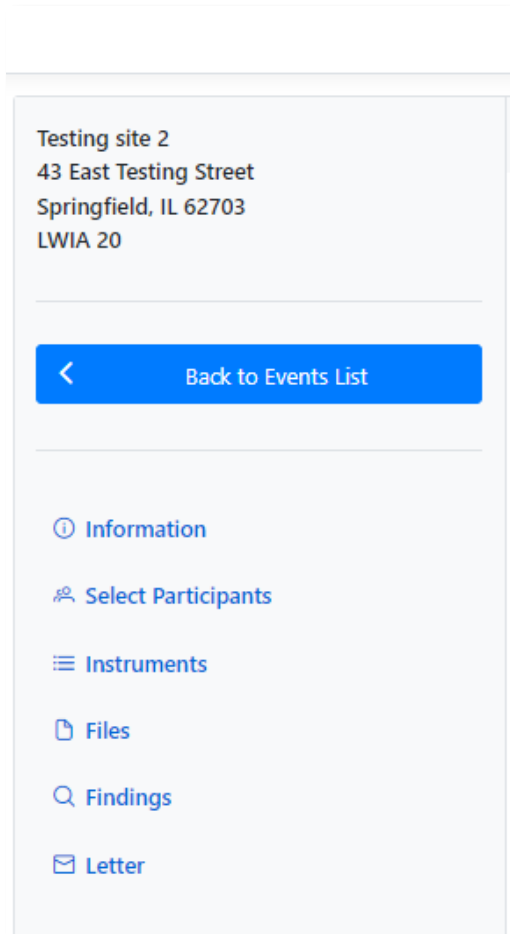 Testing site 2
43 East Testing Street
Springfield, IL 62703
LWIA 20
Back to Events List
Information
Select Participants
Instruments
Files
Findings
Letter